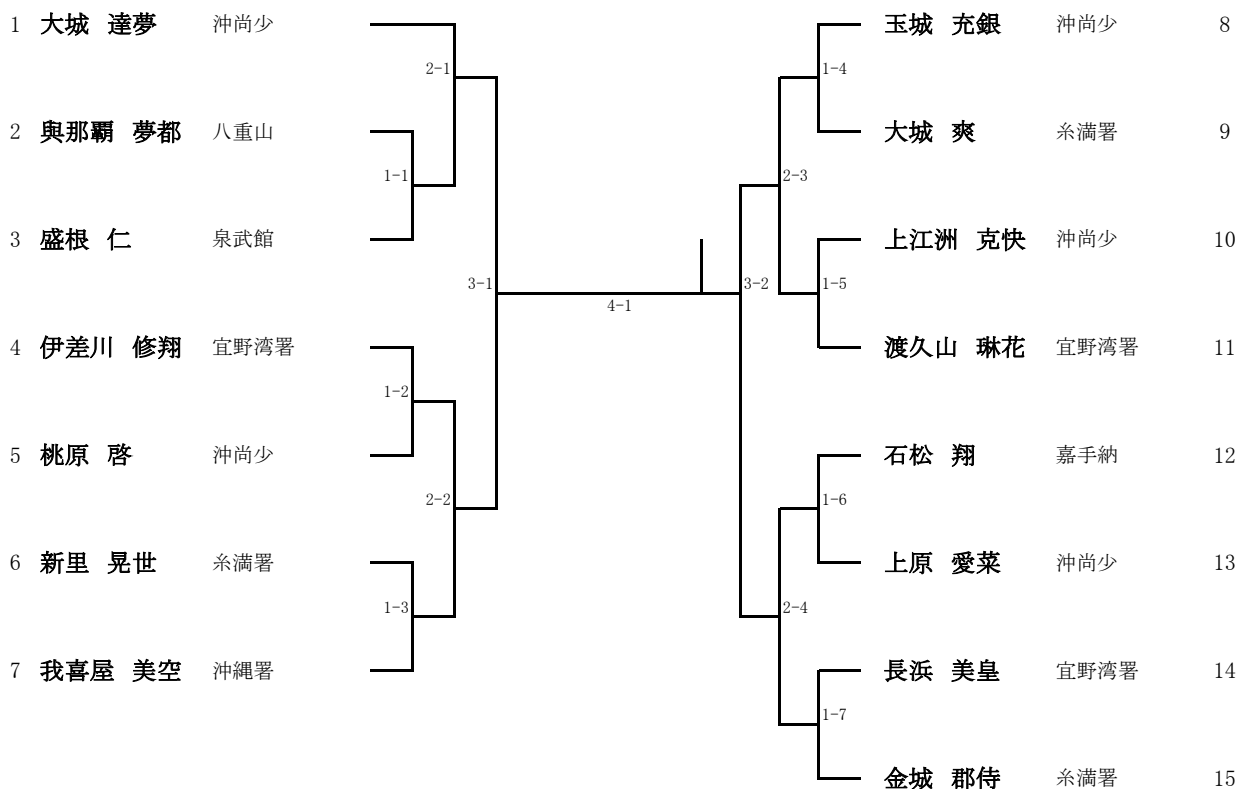 1 大城 達夢 沖尚少
2 與那覇 夢都 八重山
3 盛根 仁 泉武館
4 伊差川 修翔 宜野湾署
5 桃原 啓 沖尚少
6 新里 晃世 糸満署
7 我喜屋 美空 沖縄署
2-1
1-1
3-1
1-2
2-2
1-3
4-1
3-2
1-4
2-3
1-5
1-6
2-4
1-7
玉城 充銀 沖尚少 8
大城 爽 糸満署 9
上江洲 克快 沖尚少 10
渡久山 琳花 宜野湾署 11
石松 翔 嘉手納 12
上原 愛菜 沖尚少 13
長浜 美皇 宜野湾署 14
金城 郡侍 糸満署 15